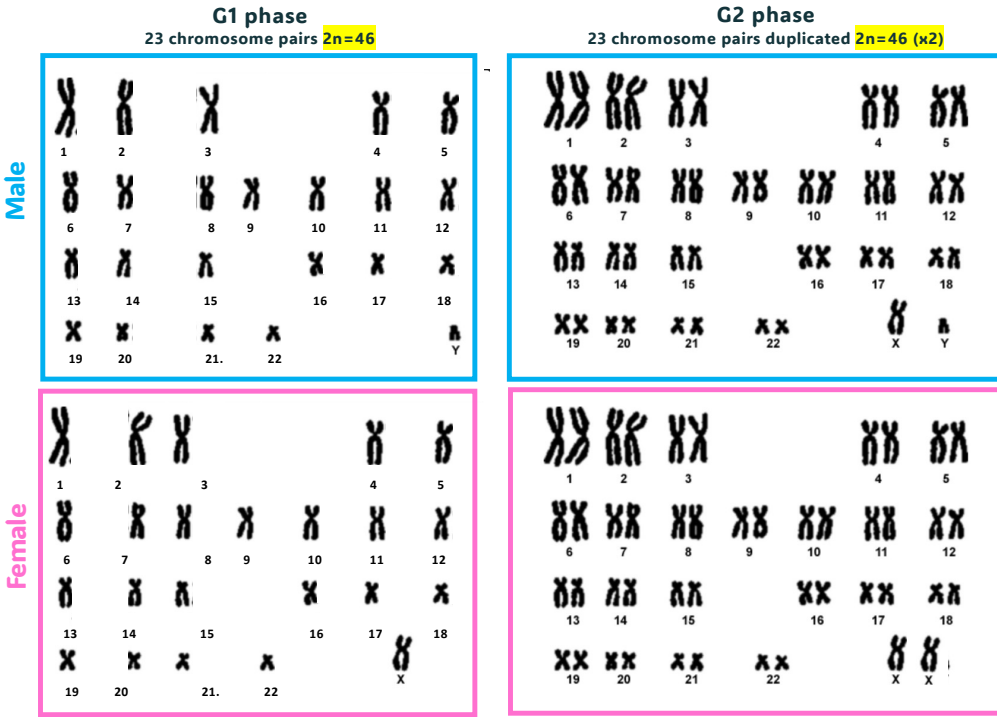 G1 phase
23 chromosome pairs 2n=46
G2 phase
23 chromosome pairs duplicated 2n=46 (x2)
Male
1 2 3 4 5
6 7 8 9 10 11 12
13 14 15 16 17 18
19 20 21. 22 Y
1 2 3 4 5
6 7 8 9 10 11 12
13 14 15 16 17 18
19 20 21 22 X Y
Female
1 2 3 4 5
6 7 8 9 10 11 12
13 14 15 16 17 18
19 20 21. 22 X
1 2 3 4 5
6 7 8 9 10 11 12
13 14 15 16 17 18
19 20 21 22 X X